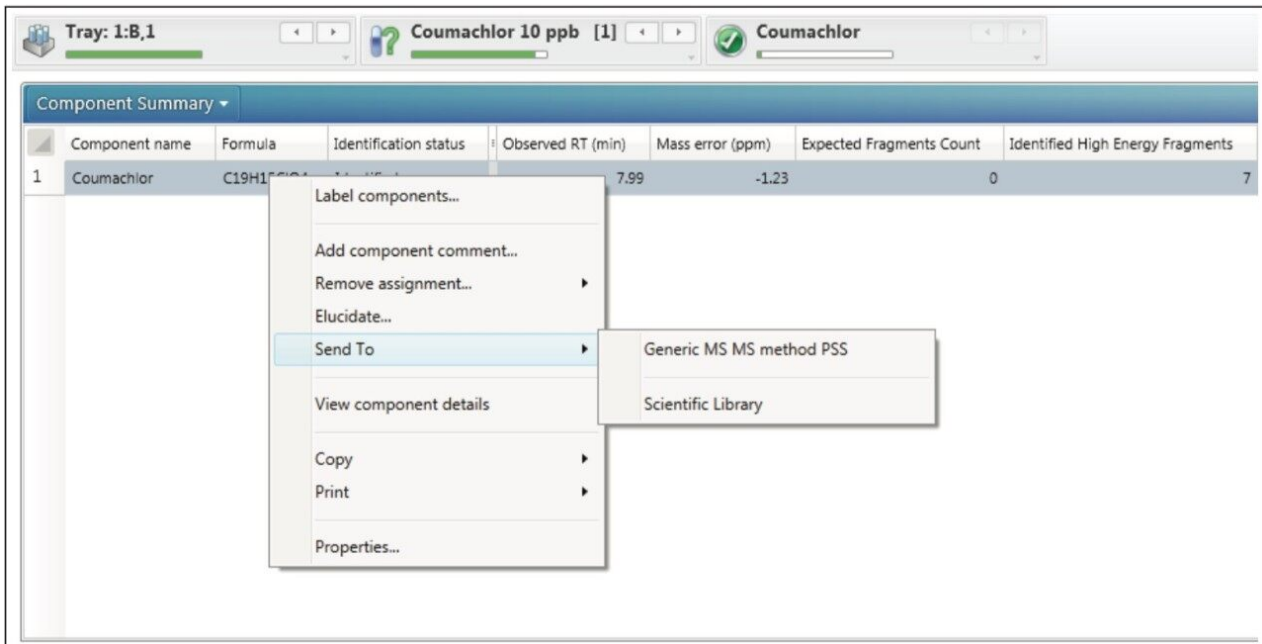 Tray: 1:B,1 Coumachlor 10 ppb [1] Coumachlor
Component Summary
Component name Formula Identification status Observed RT (min) Mass error (ppm) Expected Fragments Count Identified High Energy Fragments
1 Coumachlor 7.99 -1.23 0 7
Label components...
Add component comment...
Remove assignment...
Elucidate...
Send To
Generic MS MS method PSS
Scientific Library
View component details
Copy
Print
Properties...